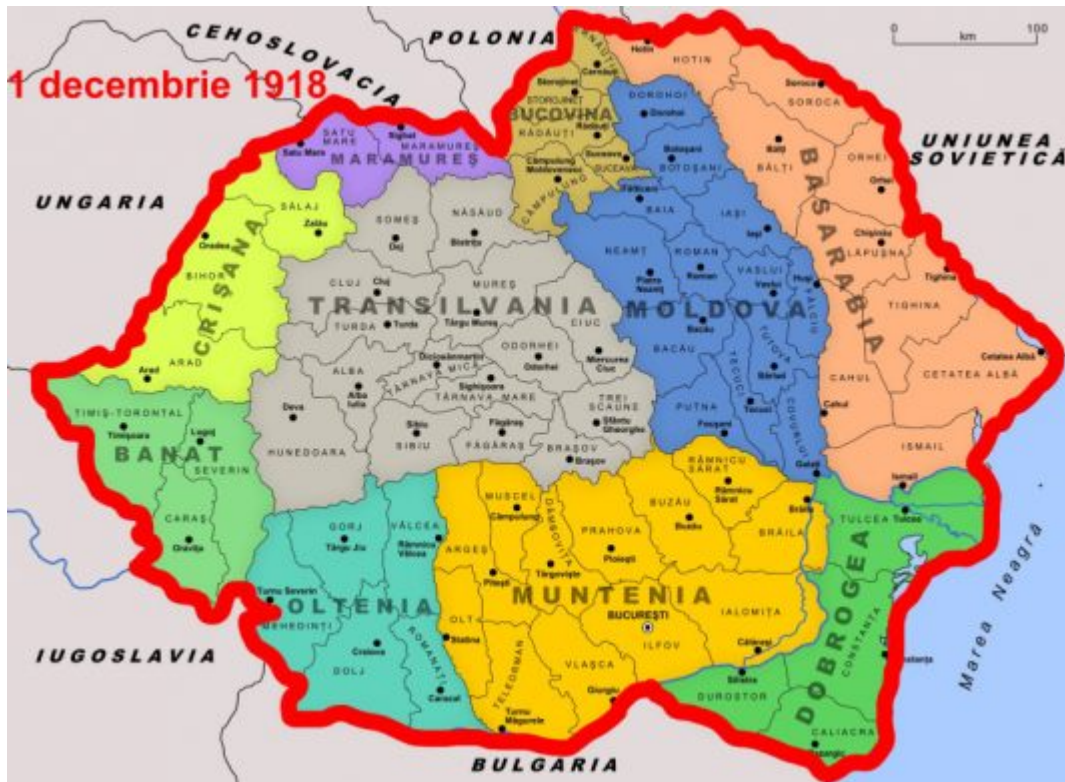 CEHOSLOVACIA
POLONIA
0 100
km
1 decembrie 1918
UNIUNEA
SOVIETICĂ
UNGARIA
IUGOSLAVIA
BULGARIA
Marea Neagră
MARAMUREȘ
SATU
MARE
Satu Mare
Sighet
MARAMUREȘ
BUCOVINA
Cernăuți
Storojineț
STOROJINEȚ
RĂDĂUȚI
Rădăuți
Câmpulung
Moldovenesc
CÂMPULUNG
Suceava
SUCEAVA
BASARABIA
Hotin
HOTIN
Soroca
SOROCA
Bălți
BĂLȚI
ORHEI
Orhei
Chișinău
LĂPUȘNA
Tighina
TIGHINA
Cetatea Albă
CETATEA ALBĂ
CAHUL
Cahul
ISMAIL
Ismail
MOLDOVA
DOROHOI
Dorohoi
Botoșani
BOTOȘANI
Fălticeni
BAIA
IAȘI
Iași
NEAMȚ
Piatra
Neamț
ROMAN
Roman
VASLUI
Vaslui
Huși
FĂLCIU
Bacău
BACĂU
TUTOVA
Bârlad
TECUCI
Tecuci
PUTNA
Focșani
COVURLUI
Galați
CRIȘANA
SĂLAJ
Zalău
Oradea
BIHOR
ARAD
Arad
TRANSILVANIA
SOMEȘ
Dej
NĂSĂUD
Bistrița
CLUJ
Cluj
MUREȘ
Târgu Mureș
TURDA
Turda
CIUC
Miercurea
Ciuc
ODORHEI
Odorhei
ALBA
Alba
Iulia
Diciosânmartin
TÂRNAVA MICĂ
Sighișoara
TÂRNAVA MARE
TREI
SCAUNE
Sfântu
Gheorghe
Deva
HUNEDOARA
Sibiu
SIBIU
Făgăraș
FĂGĂRAȘ
BRAȘOV
Brașov
BANAT
TIMIȘ-TORONTAL
Timișoara
Lugoj
SEVERIN
CARAȘ
Oravița
OLTENIA
GORJ
Târgu Jiu
VÂLCEA
Râmnicu
Vâlcea
Turnu Severin
MEHEDINȚI
Craiova
DOLJ
ROMANAȚI
Caracal
MUNTENIA
MUSCEL
Câmpulung
ARGEȘ
Pitești
DÂMBOVIȚA
Târgoviște
PRAHOVA
Ploiești
BUZĂU
Buzău
RÂMNICU
SĂRAT
Râmnicu
Sărat
Brăila
BRĂILA
OLT
Slatina
TELEORMAN
Turnu
Măgurele
VLAȘCA
Giurgiu
BUCUREȘTI
ILFOV
IALOMIȚA
Călărași
DOBROGEA
TULCEA
Tulcea
CONSTANȚA
Silistra
DUROSTOR
CALIACRA